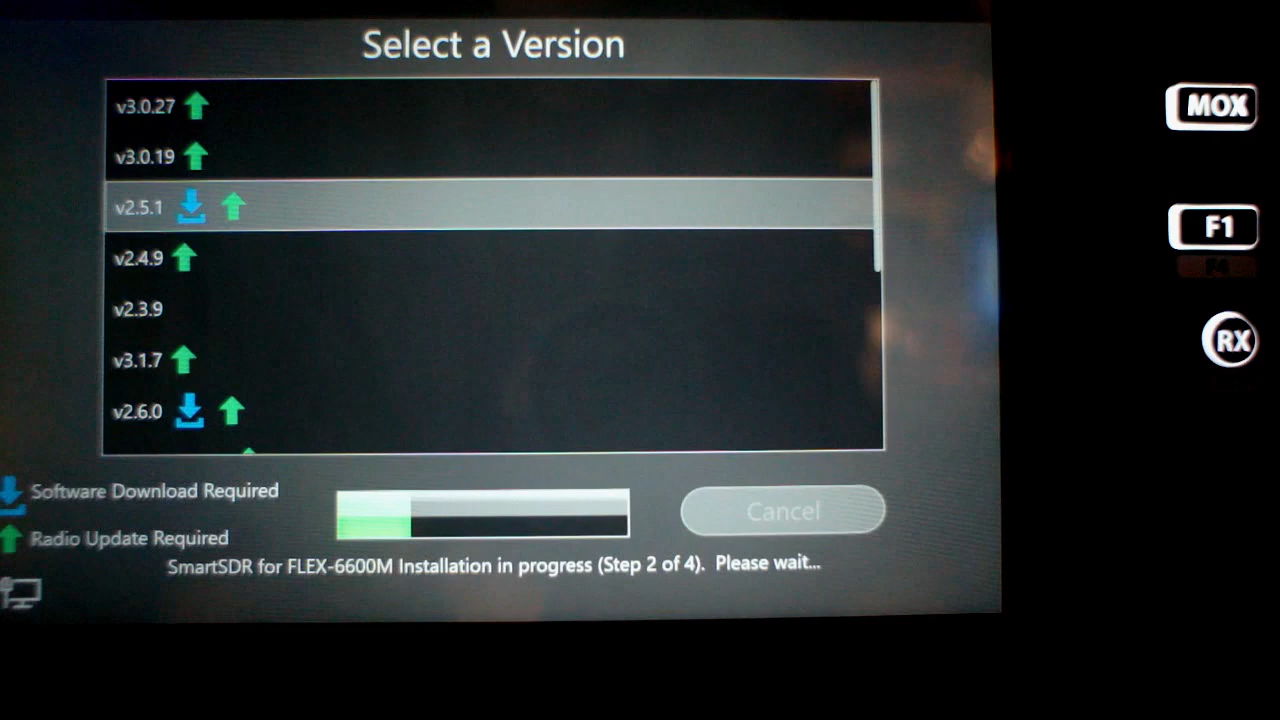 Select a Version
v3.0.27
MOX
v3.0.19
v2.5.1
F1
v2.4.9
F4
v2.3.9
RX
v3.1.7
v2.6.0
Software Download Required
Cancel
Radio Update Required
SmartSDR for FLEX-6600M Installation in progress (Step 2 of 4). Please wait...